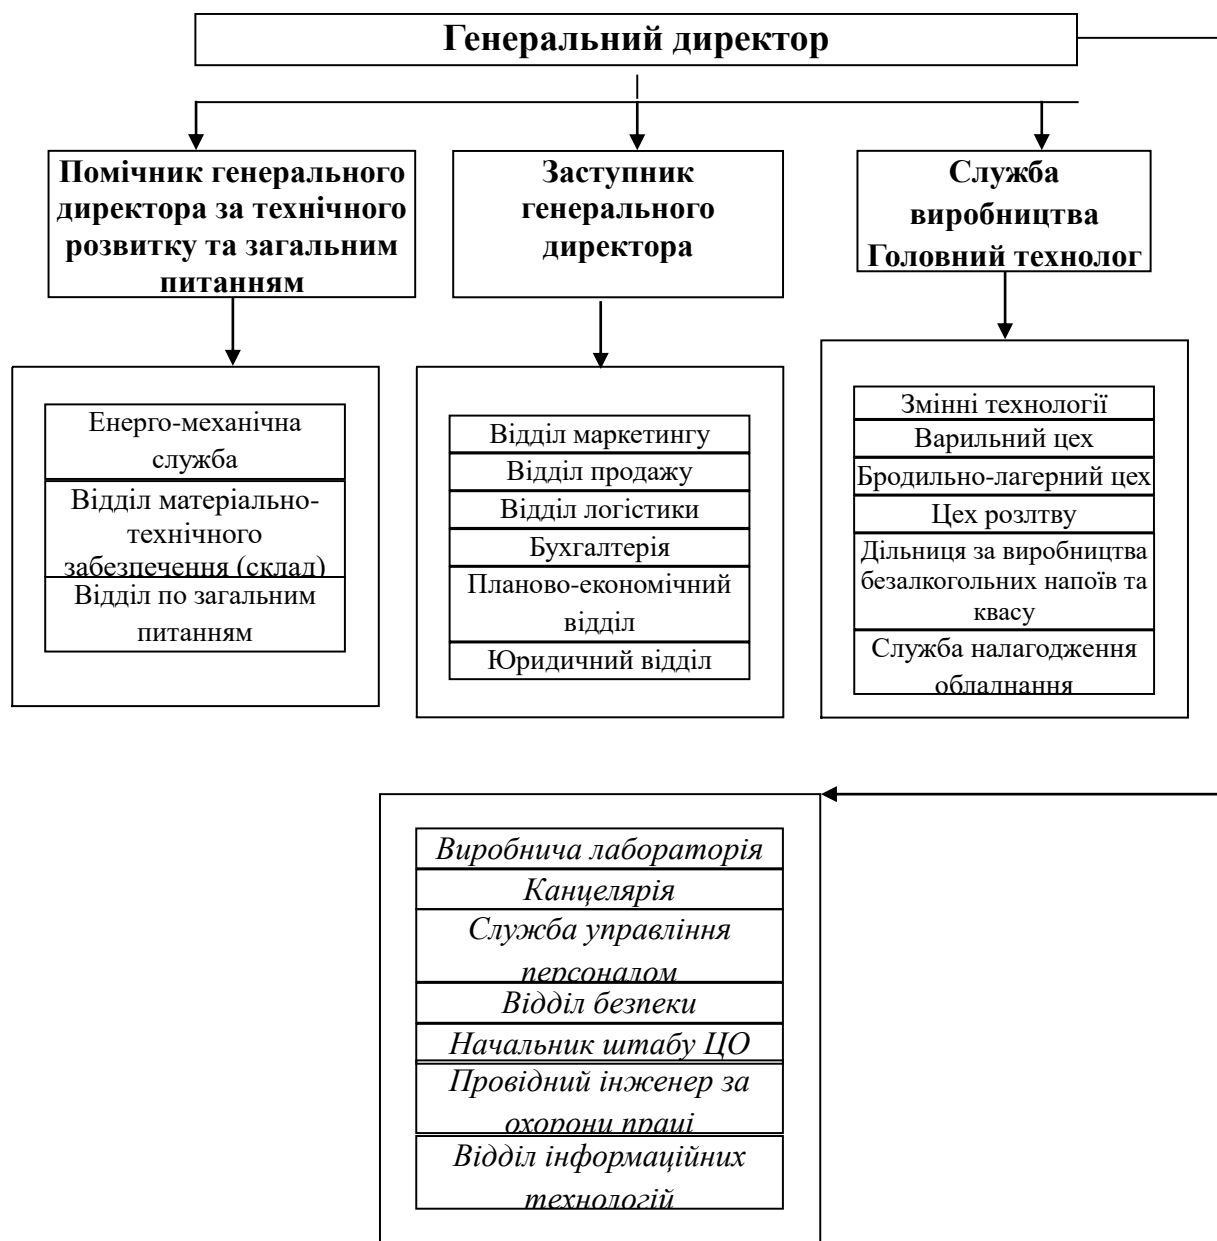 Генеральний директор
Помічник генерального
директора за технічного
розвитку та загальним
питанням
Заступник
генерального
директора
Служба
виробництва
Головний технолог
Енерго-механічна
служба
Відділ матеріально-
технічного
забезпечення (склад)
Відділ по загальним
питанням
Відділ маркетингу
Відділ продажу
Відділ логістики
Бухгалтерія
Планово-економічний
відділ
Юридичний відділ
Змінні технології
Варильний цех
Бродильно-лагерний цех
Цех розлтву
Дільниця за виробництва
безалкогольних напоїв та
квасу
Служба налагодження
обладнання
Виробнича лабораторія
Канцелярія
Служба управління
персоналом
Відділ безпеки
Начальник штабу ЦО
Провідний інженер за
охорони праці
Відділ інформаційних
технологій